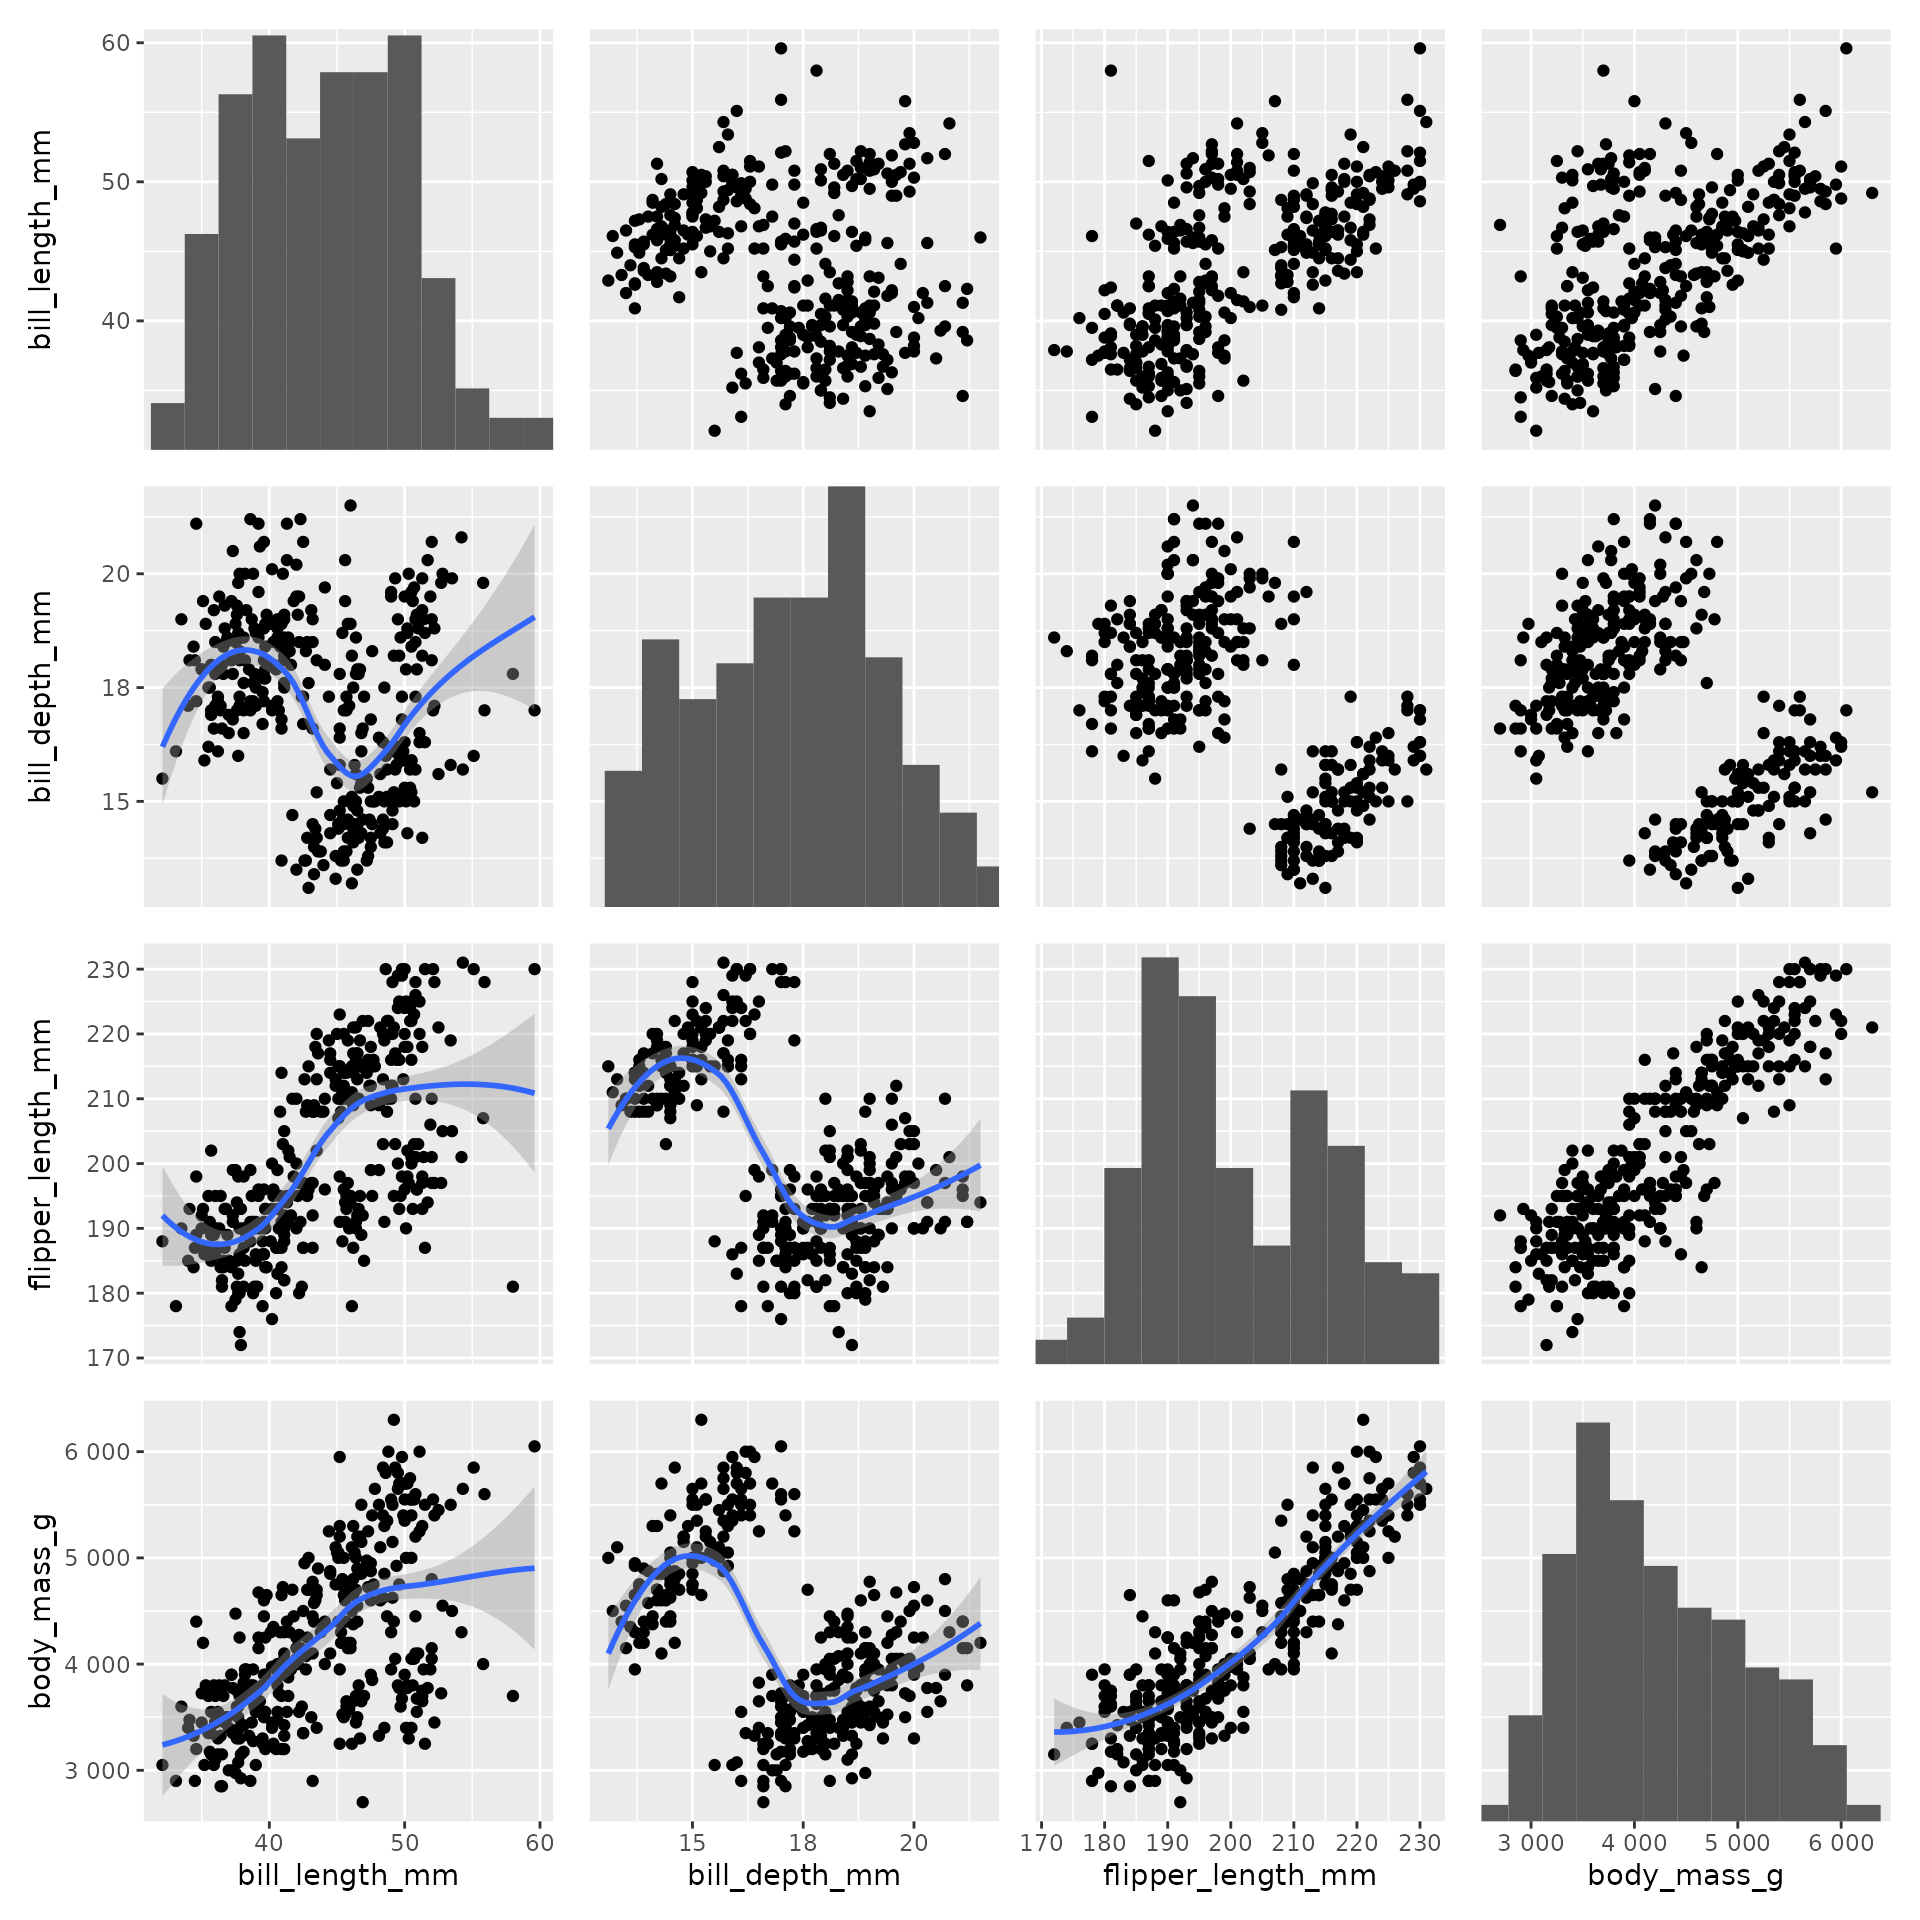 bill_length_mm
60
50
40
bill_depth_mm
20
18
15
flipper_length_mm
230
220
210
200
190
180
170
body_mass_g
6 000
5 000
4 000
3 000
40 50 60
15 18 20
170 180 190 200 210 220 230
3 000 4 000 5 000 6 000
bill_length_mm
bill_depth_mm
flipper_length_mm
body_mass_g